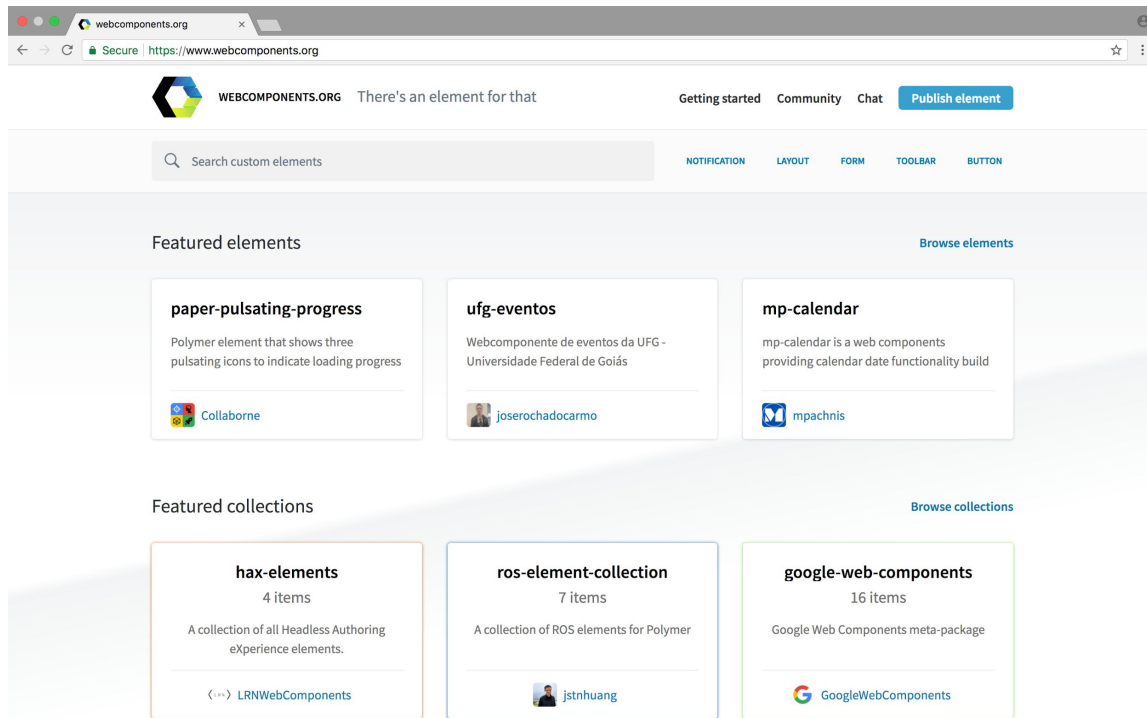 webcomponents.org
Secure
https://www.webcomponents.org
WEBCOMPONENTS.ORG
There's an element for that
Getting started
Community
Chat
Publish element
Search custom elements
NOTIFICATION
LAYOUT
FORM
TOOLBAR
BUTTON
Featured elements
Browse elements
paper-pulsating-progress
Polymer element that shows three
pulsating icons to indicate loading progress
Collaborne
ufg-eventos
Webcomponente de eventos da UFG -
Universidade Federal de Goiás
joserochadocarmo
mp-calendar
mp-calendar is a web components
providing calendar date functionality build
mpachnis
Featured collections
Browse collections
hax-elements
4 items
A collection of all Headless Authoring
eXperience elements.
LRNWebComponents
ros-element-collection
7 items
A collection of ROS elements for Polymer
jstnhuang
google-web-components
16 items
Google Web Components meta-package
GoogleWebComponents